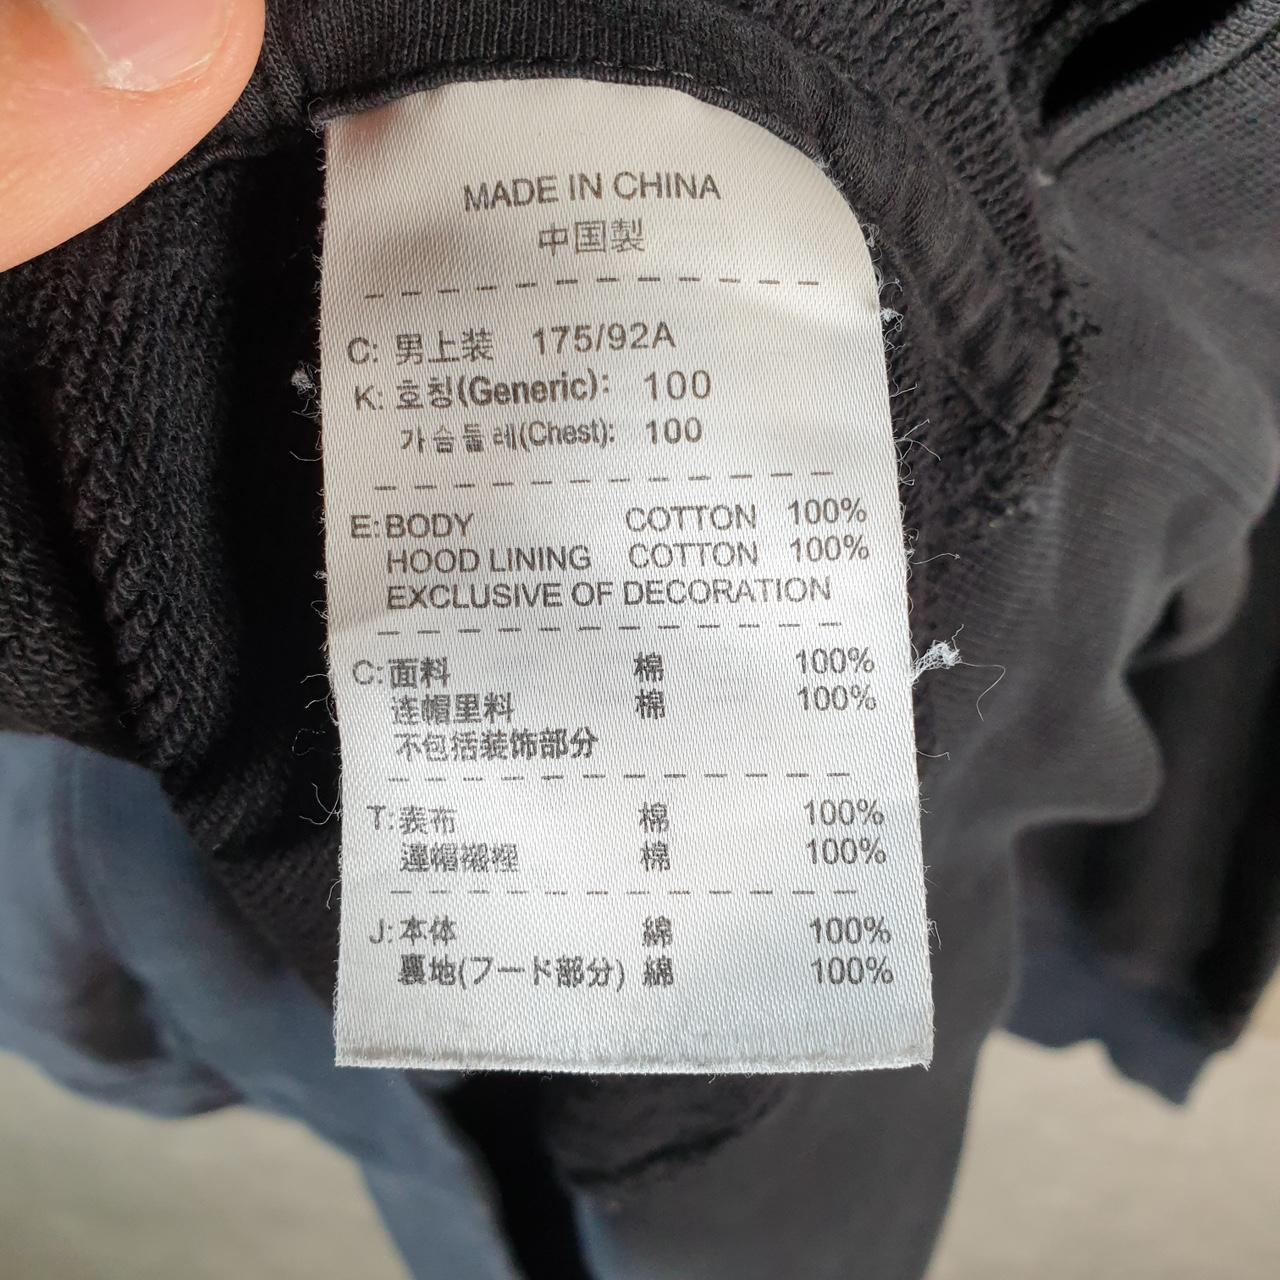 MADE IN CHINA
中国製
C: 男上装 175/92A
K: 호칭(Generic): 100
가슴둘레(Chest): 100
E: BODY COTTON 100%
HOOD LINING COTTON 100%
EXCLUSIVE OF DECORATION
C: 面料 棉 100%
连帽里料 棉 100%
不包括装饰部分
T: 表布 棉 100%
連帽襯裡 棉 100%
J: 本体 綿 100%
裏地(フード部分) 綿 100%